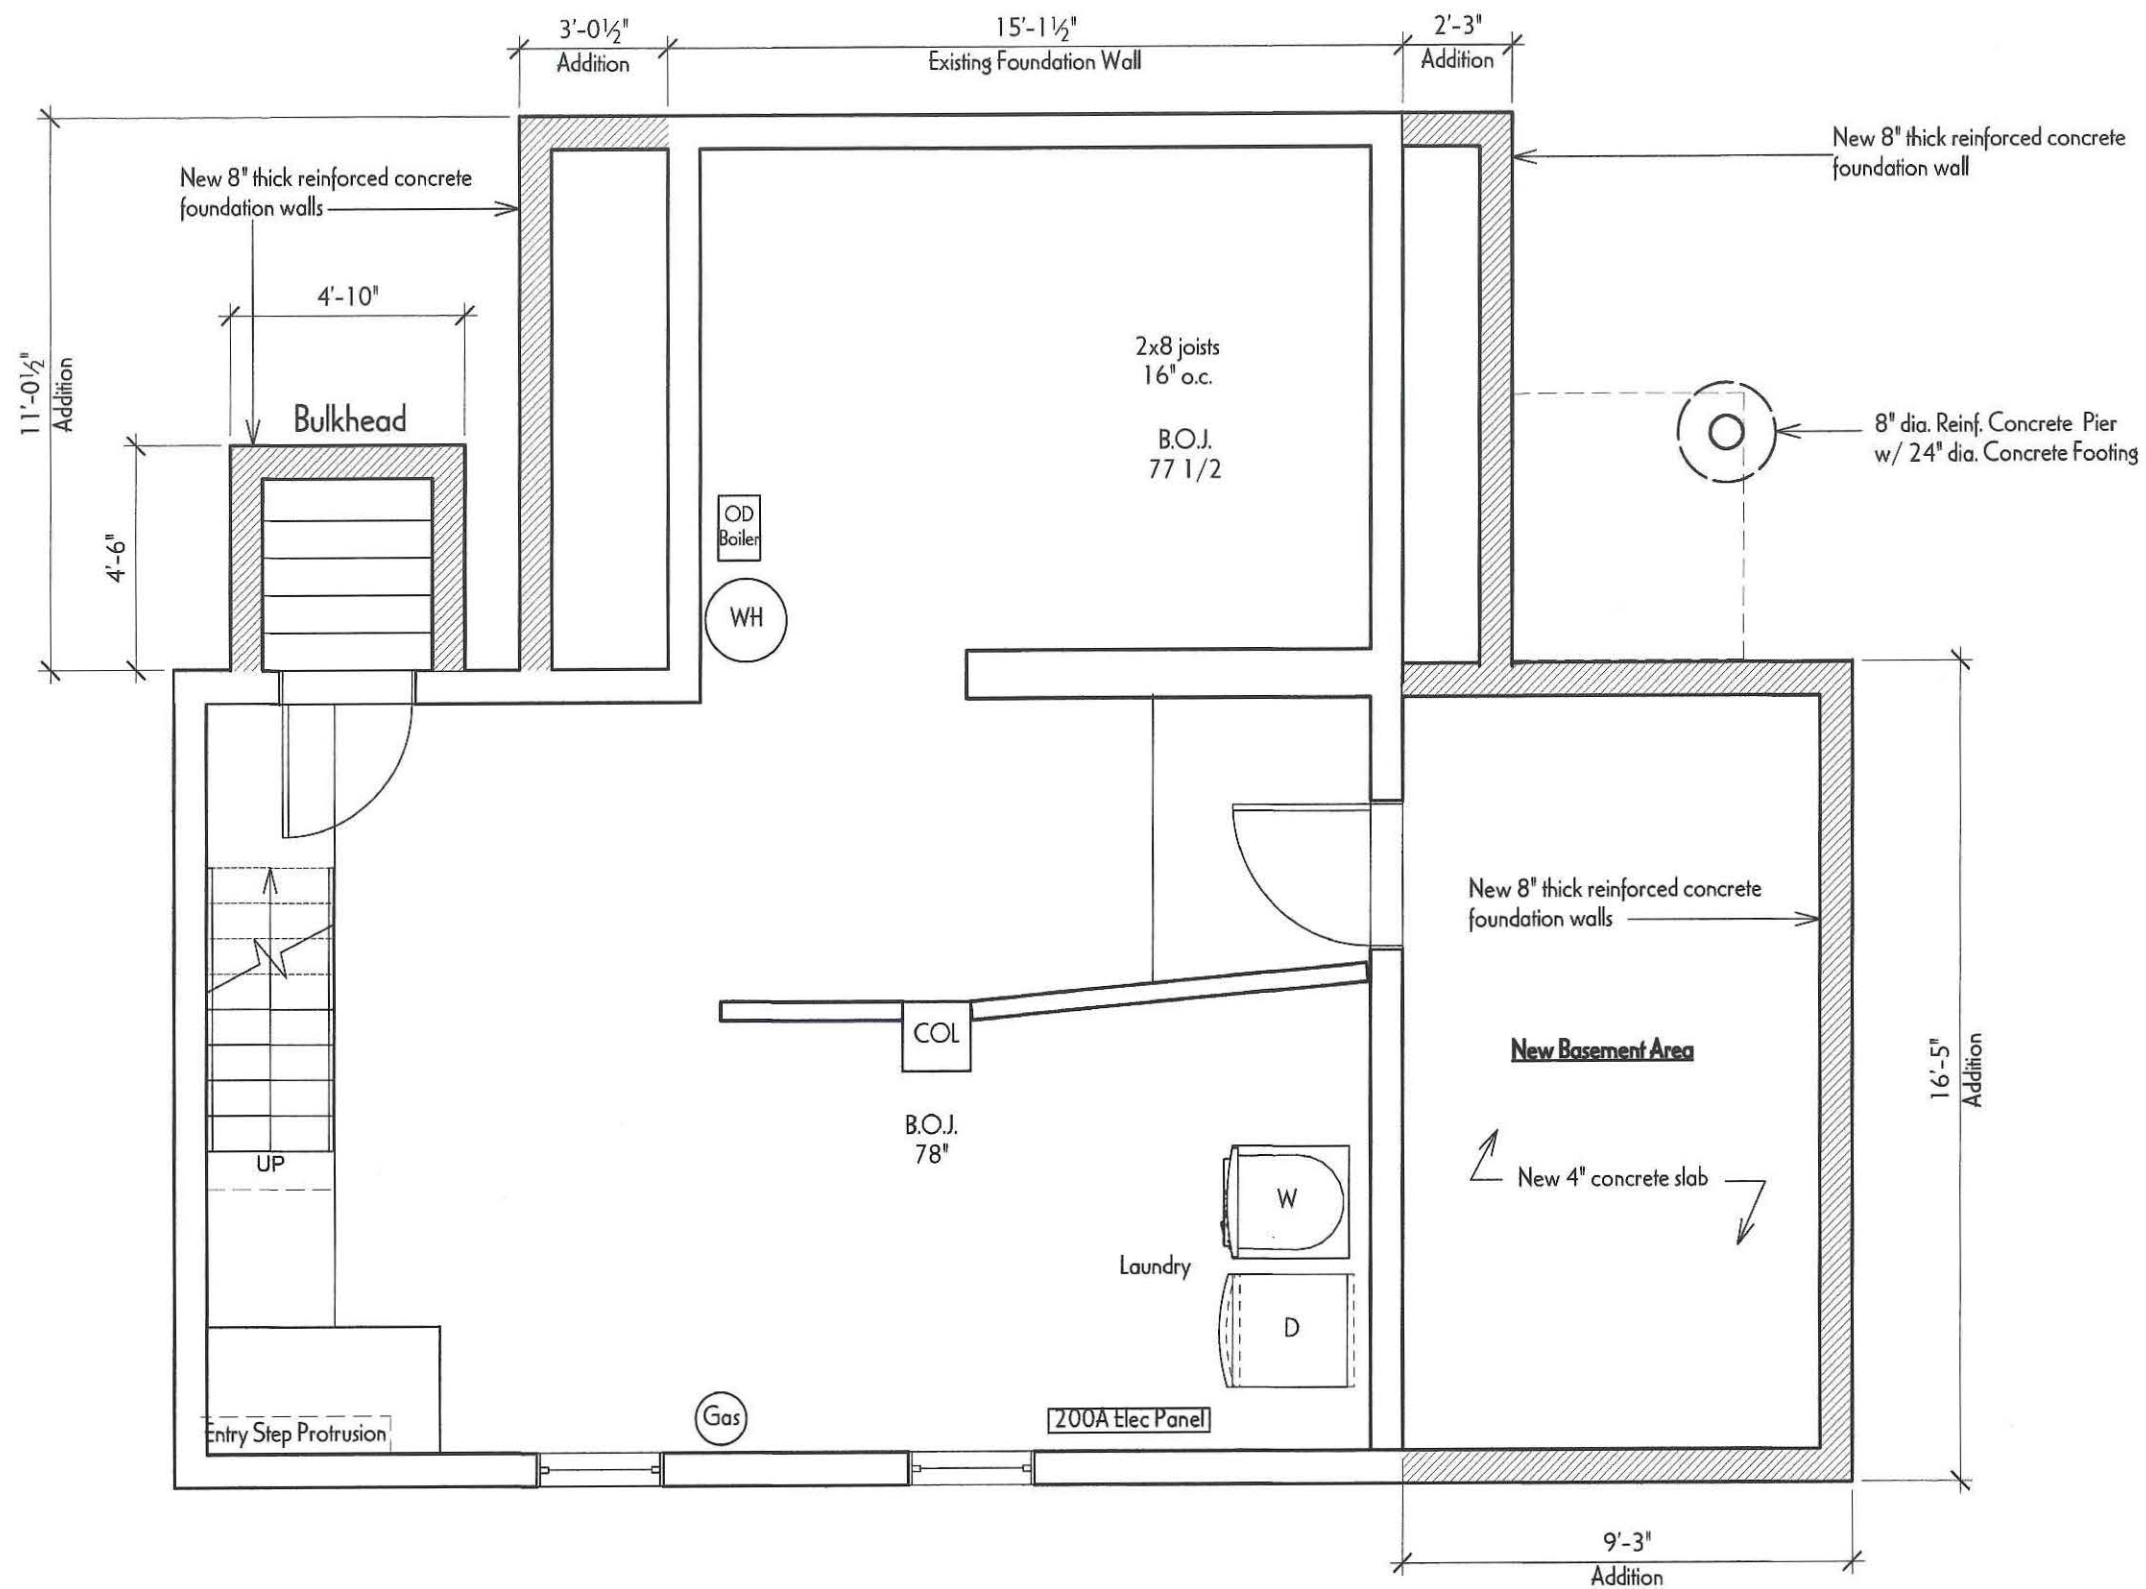 3'-0½"
Addition
15'-1½"
Existing Foundation Wall
2'-3"
Addition
New 8" thick reinforced concrete
foundation wall
New 8" thick reinforced concrete
foundation walls
4'-10"
11'-0½"
Addition
Bulkhead
4'-6"
2x8 joists
16" o.c.
B.O.J.
77 1/2
8" dia. Reinf. Concrete Pier
w/ 24" dia. Concrete Footing
OD
Boiler
WH
New 8" thick reinforced concrete
foundation walls
COL
New Basement Area
16'-5"
Addition
B.O.J.
78"
UP
W
New 4" concrete slab
Laundry
D
Gas
200A Elec Panel
Entry Step Protrusion
9'-3"
Addition